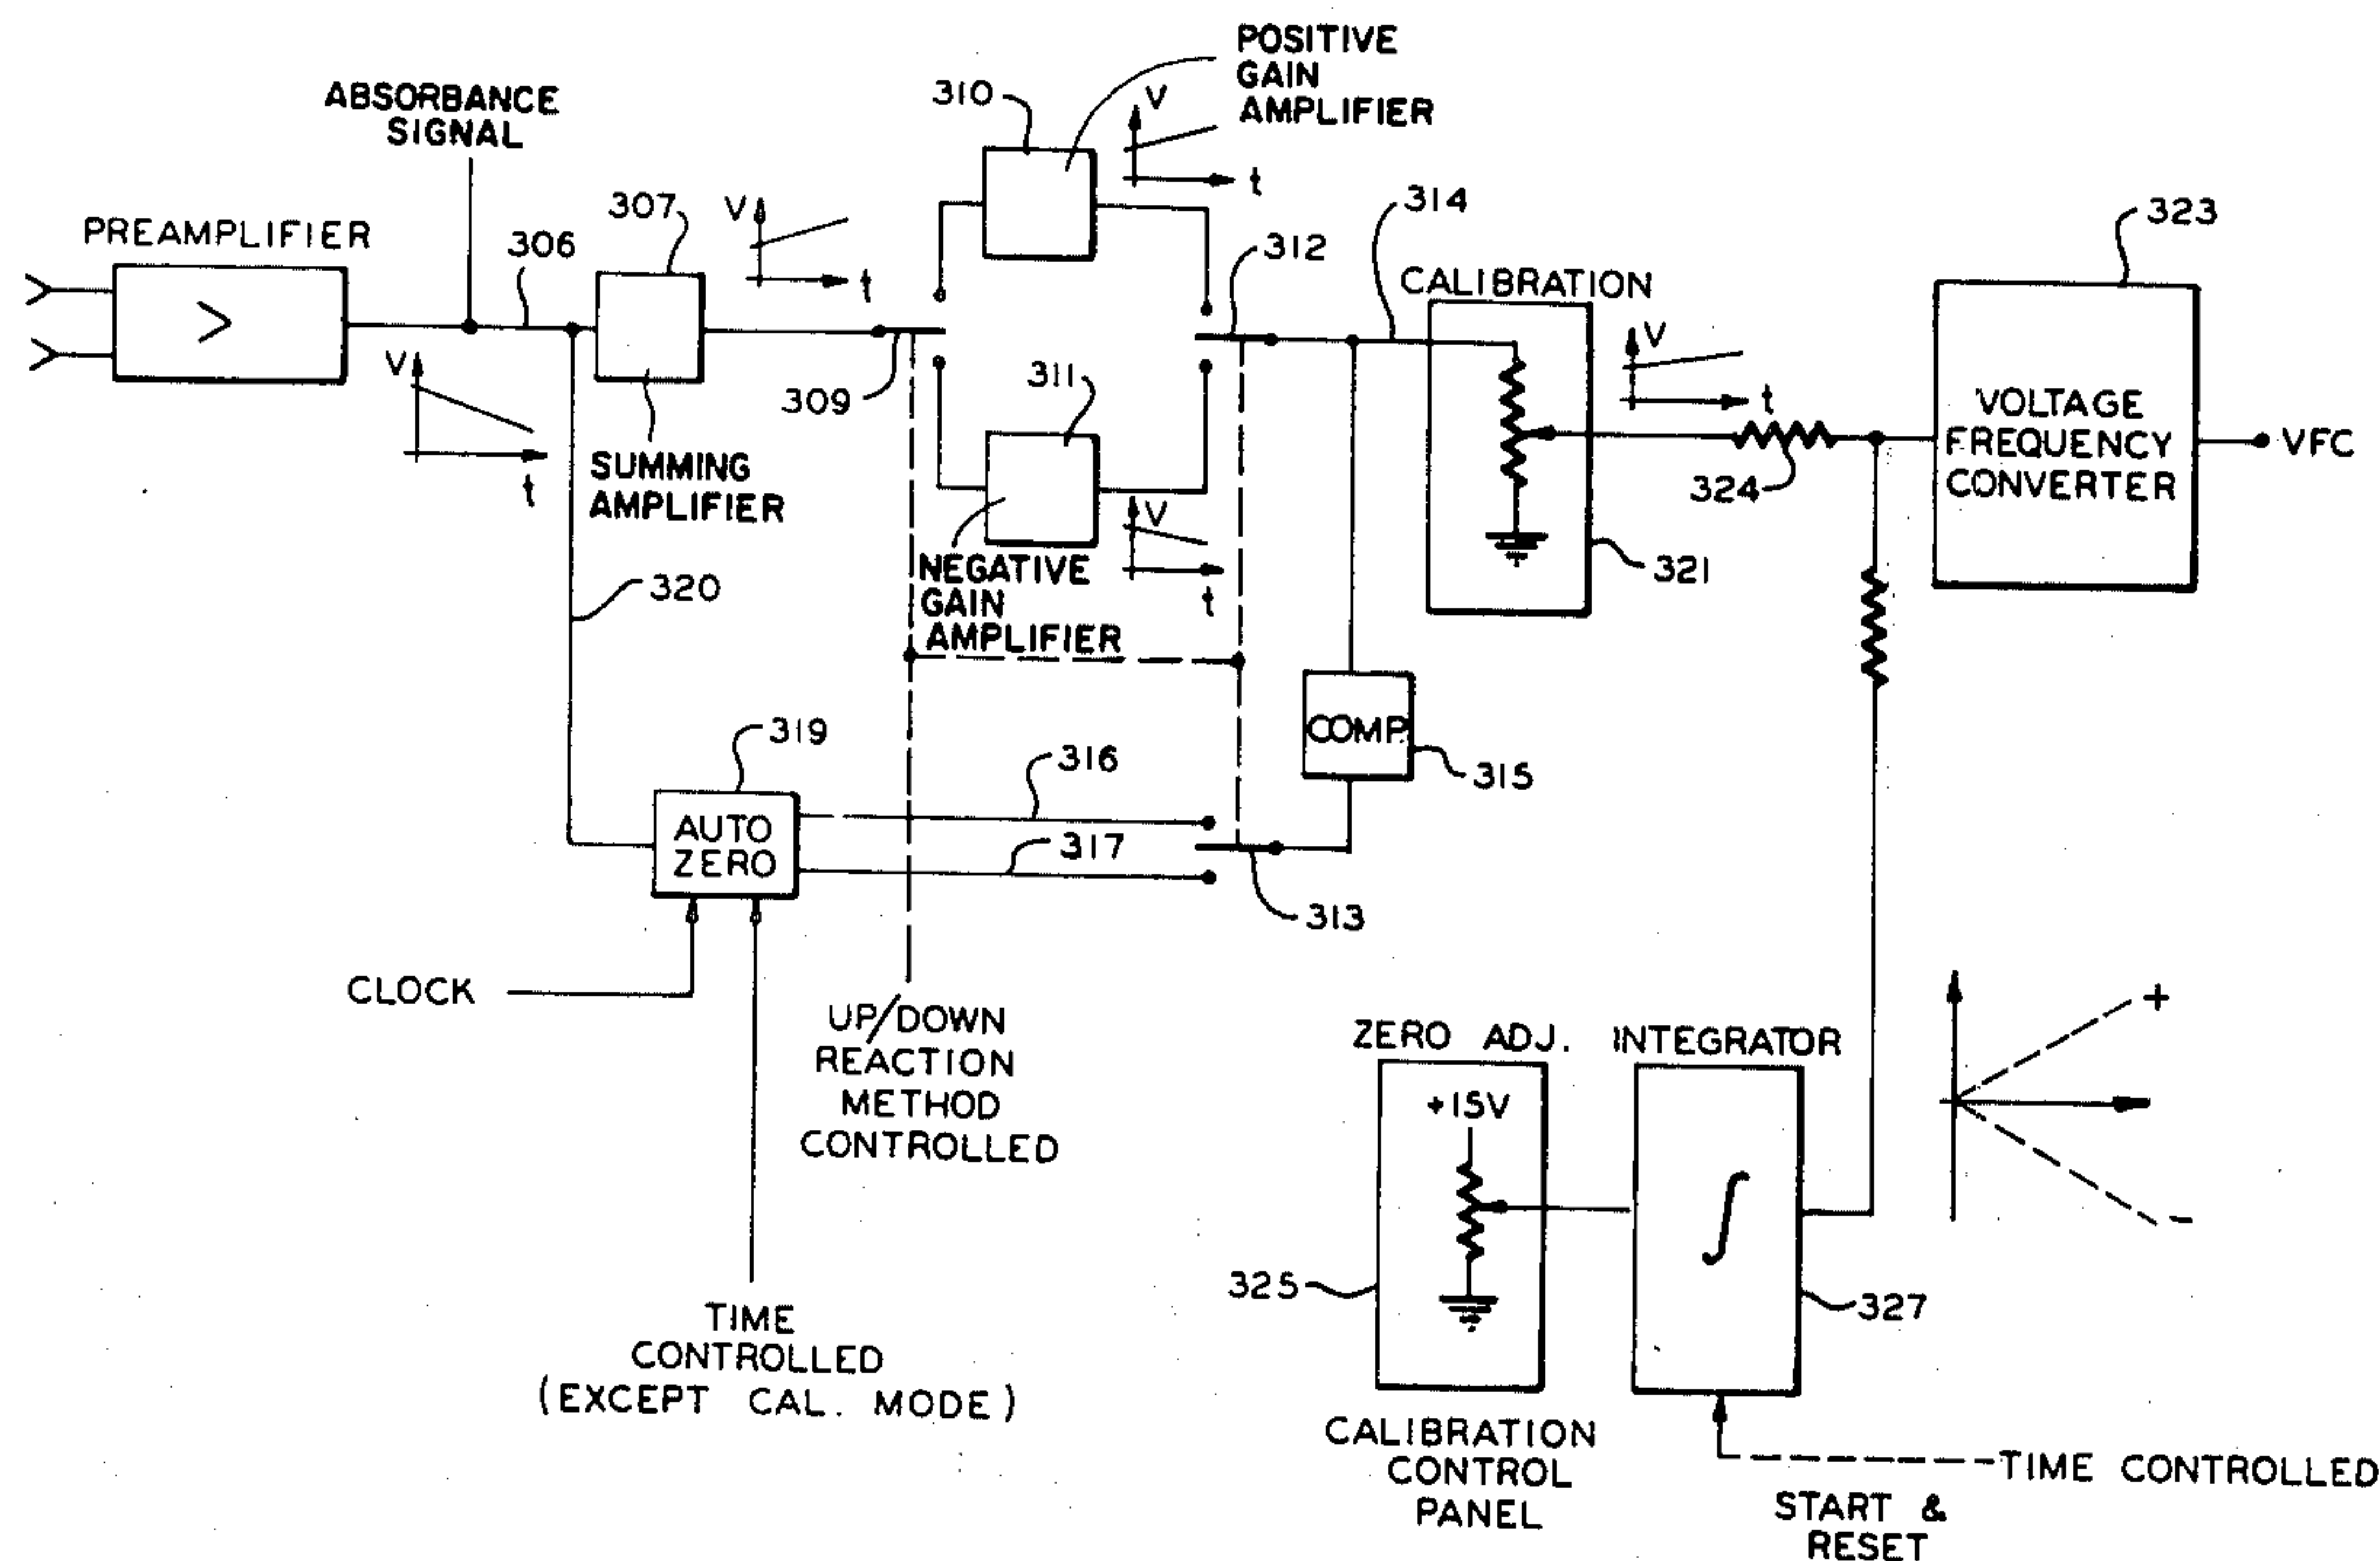 POSITIVE
GAIN
AMPLIFIER
310
V
t
ABSORBANCE
SIGNAL
PREAMPLIFIER
>
306
307
V
t
V
t
SUMMING
AMPLIFIER
309
312
314
311
V
t
NEGATIVE
GAIN
AMPLIFIER
CALIBRATION
V
t
321
324
323
VOLTAGE
FREQUENCY
CONVERTER
VFC
320
COMP.
315
319
AUTO
ZERO
316
317
313
CLOCK
UP/DOWN
REACTION
METHOD
CONTROLLED
TIME
CONTROLLED
(EXCEPT CAL. MODE)
ZERO ADJ.
+15V
325
CALIBRATION
CONTROL
PANEL
INTEGRATOR
∫
327
+
-
TIME CONTROLLED
START &
RESET